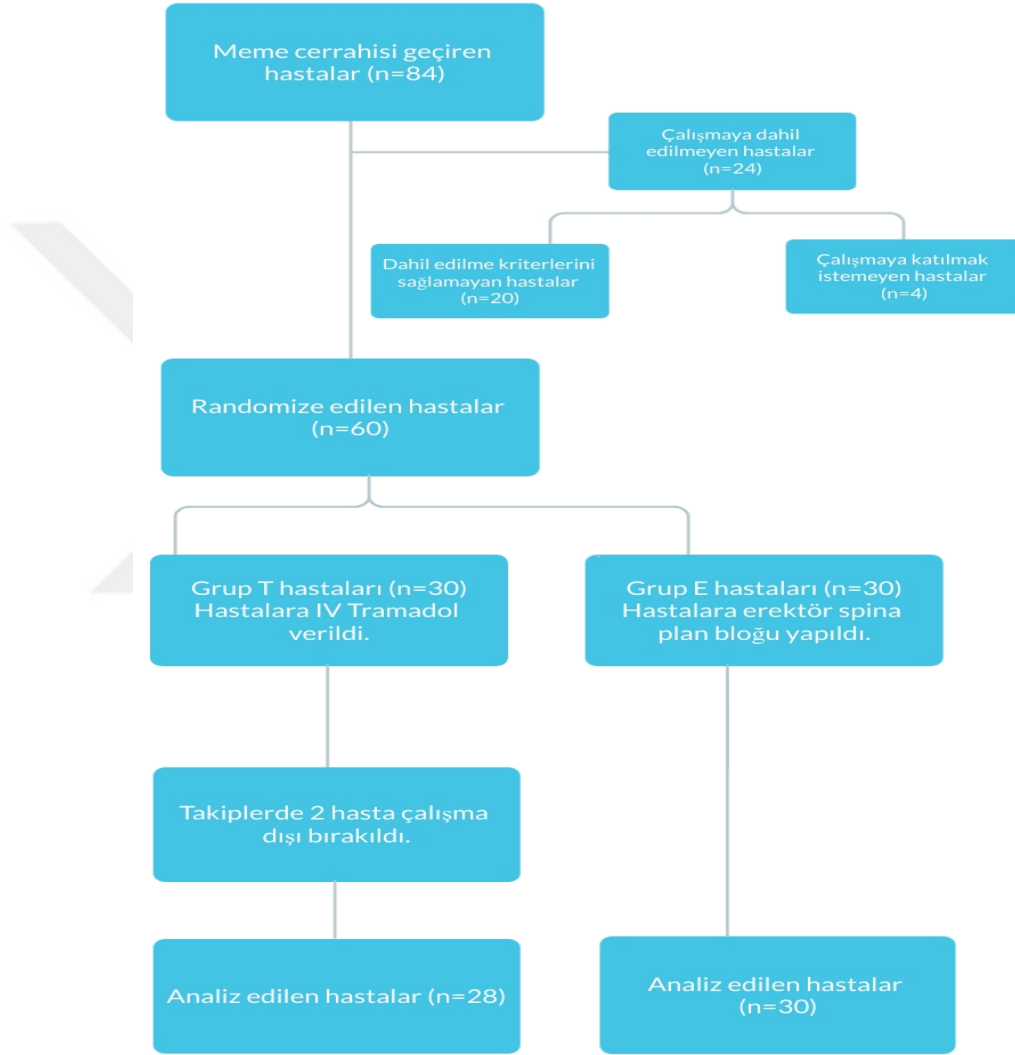 Meme cerrahisi geçiren
hastalar (n=84)
Çalışmaya dahil
edilmeyen hastalar
(n=24)
Dahil edilme kriterlerini
sağlamayan hastalar
(n=20)
Çalışmaya katılmak
istemeyen hastalar
(n=4)
Randomize edilen hastalar
(n=60)
Grup T hastaları (n=30)
Hastalara IV Tramadol
verildi.
Grup E hastaları (n=30)
Hastalara erektör spina
plan bloğu yapıldı.
Takiplerde 2 hasta çalışma
dışı bırakıldı.
Analiz edilen hastalar (n=28)
Analiz edilen hastalar
(n=30)